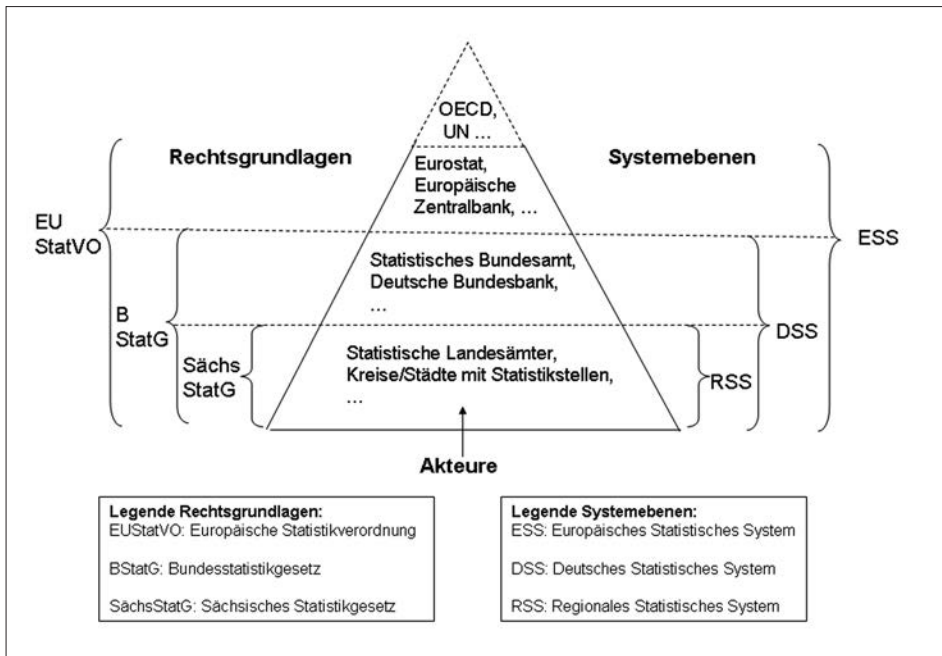 OECD,
UN ...
Rechtsgrundlagen
Systemebenen
Eurostat,
Europäische
Zentralbank, ...
EU
StatVO
ESS
Statistisches Bundesamt,
Deutsche Bundesbank,
...
B
StatG
DSS
Sächs
StatG
Statistische Landesämter,
Kreise/Städte mit Statistikstellen,
...
RSS
Akteure
Legende Rechtsgrundlagen:
EUStatVO: Europäische Statistikverordnung
BStatG: Bundesstatistikgesetz
SächsStatG: Sächsisches Statistikgesetz
Legende Systemebenen:
ESS: Europäisches Statistisches System
DSS: Deutsches Statistisches System
RSS: Regionales Statistisches System